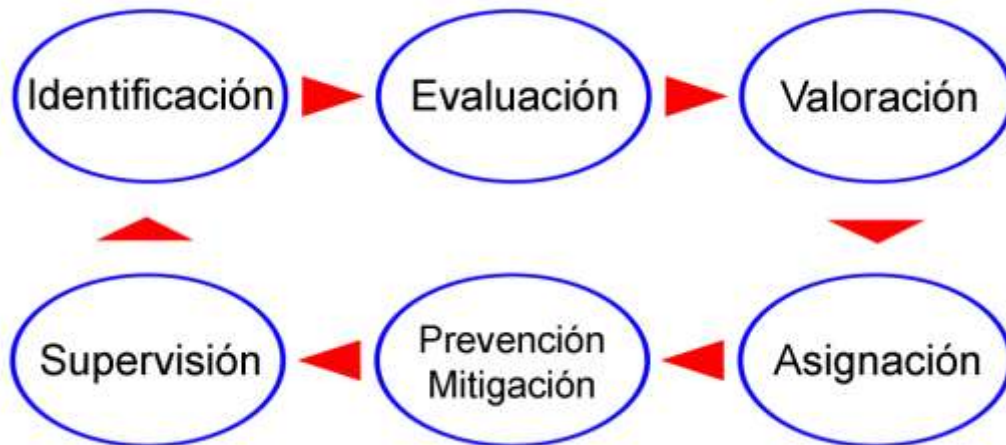 Identificación
Evaluación
Valoración
Supervisión
Prevención
Mitigación
Asignación